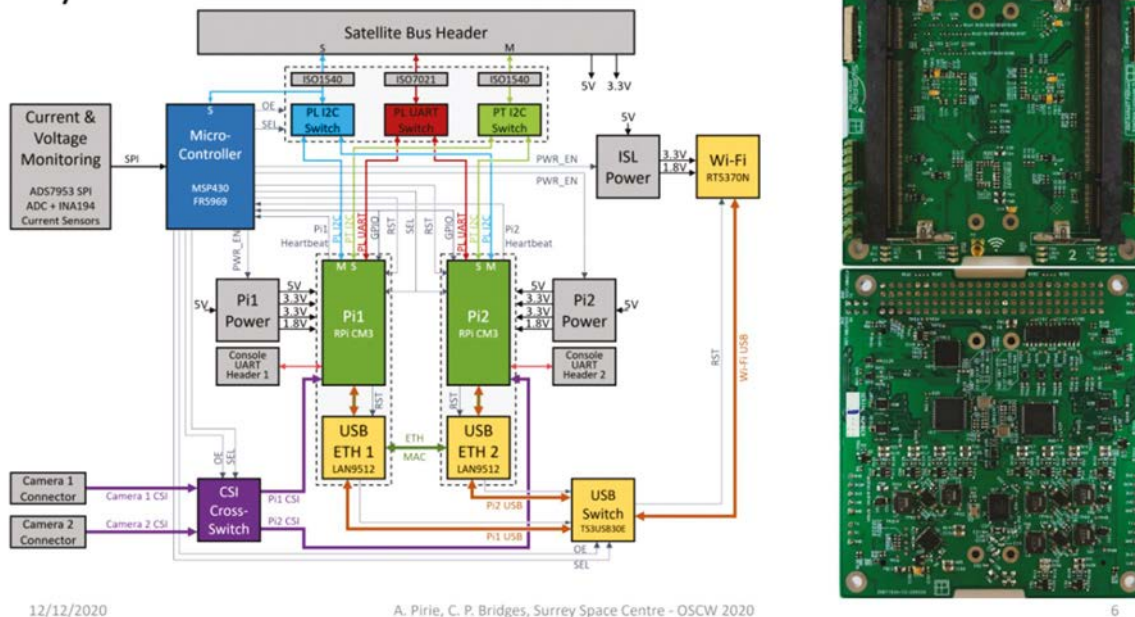 Satellite Bus Header
S
M
ISO1540
ISO7021
ISO1540
5V
3.3V
Current &
Voltage
Monitoring
ADS7953 SPI
ADC + INA194
Current Sensors
SPI
S
Micro-
Controller
MSP430
FR5969
OE
SEL
PL I2C
Switch
PL UART
Switch
PT I2C
Switch
PWR_EN
PWR_EN
5V
ISL
Power
3.3V
1.8V
Wi-Fi
RT5370N
PWR_EN
Pi1
Heartbeat
PL I2C
PT I2C
PL UART
GPIO
RST
SEL
RST
GPIO
PL UART
PT I2C
PL I2C
Pi2
Heartbeat
5V
Pi1
Power
5V
3.3V
3.3V
1.8V
M S
Pi1
RPi CM3
S M
Pi2
RPi CM3
5V
3.3V
3.3V
1.8V
Pi2
Power
5V
Console
UART
Header 1
Console
UART
Header 2
RST
RST
RST
Wi-Fi USB
USB
ETH 1
LAN9512
ETH
MAC
USB
ETH 2
LAN9512
Camera 1
Connector
Camera 1 CSI
Camera 2
Connector
Camera 2 CSI
OE
SEL
CSI
Cross-
Switch
Pi1 CSI
Pi2 CSI
Pi2 USB
Pi1 USB
USB
Switch
TS3USB30E
OE
SEL
1
2
12/12/2020
A. Pirie, C. P. Bridges, Surrey Space Centre - OSCW 2020
6